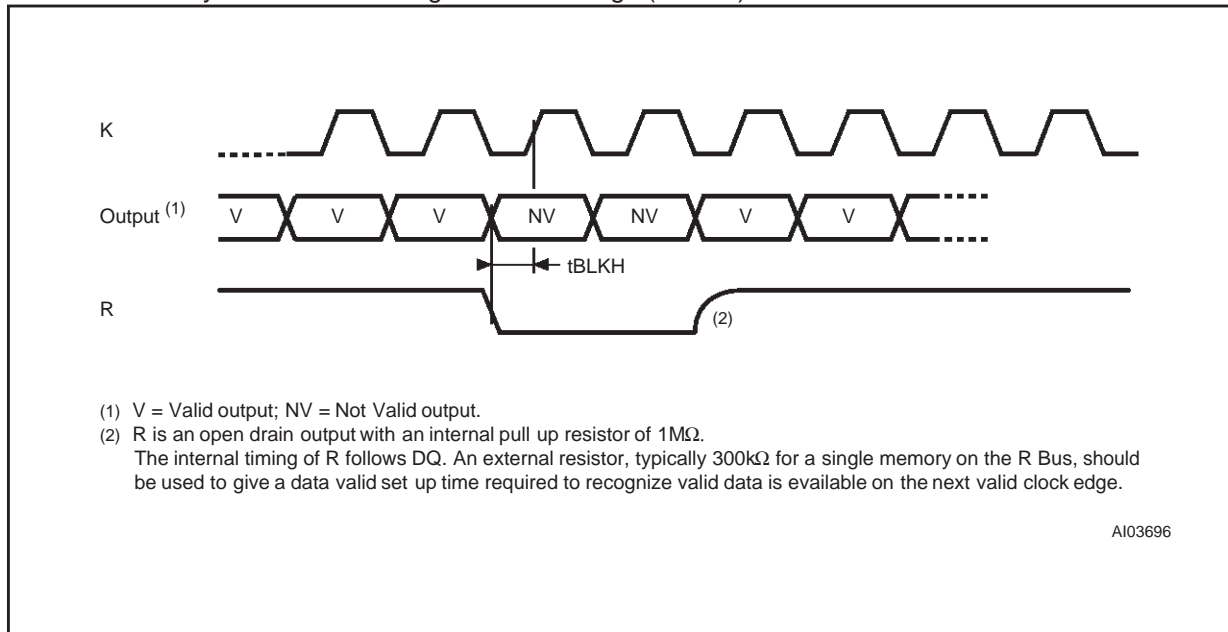 K
Output (1)
V V V NV NV V V
tBLKH
R
(2)
(1) V = Valid output; NV = Not Valid output.
(2) R is an open drain output with an internal pull up resistor of 1MΩ.
The internal timing of R follows DQ. An external resistor, typically 300kΩ for a single memory on the R Bus, should
be used to give a data valid set up time required to recognize valid data is evailable on the next valid clock edge.
AI03696